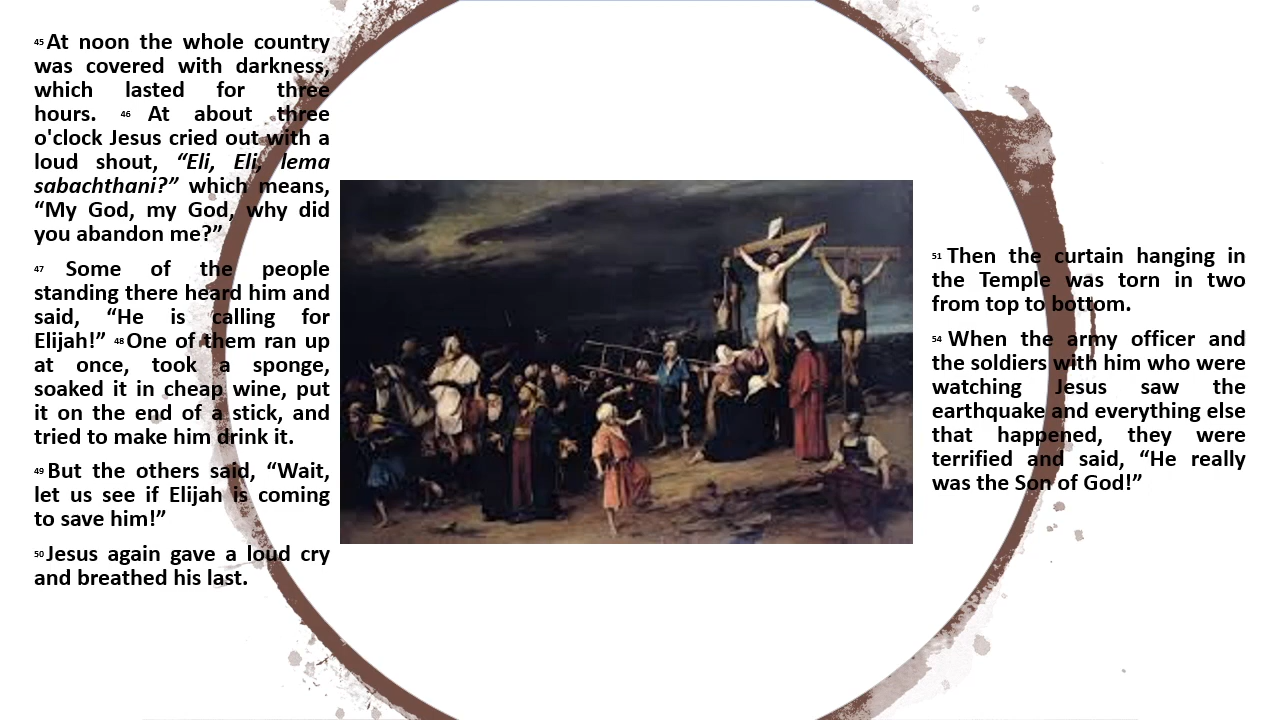 45 At noon the whole country
was covered with darkness,
which lasted for three
hours. 46 At about three
o'clock Jesus cried out with a
loud shout, “Eli, Eli, lema
sabachthani?” which means,
“My God, my God, why did
you abandon me?”
47 Some of the people
standing there heard him and
said, “He is calling for
Elijah!” 48 One of them ran up
at once, took a sponge,
soaked it in cheap wine, put
it on the end of a stick, and
tried to make him drink it.
49 But the others said, “Wait,
let us see if Elijah is coming
to save him!”
50 Jesus again gave a loud cry
and breathed his last.
51 Then the curtain hanging in
the Temple was torn in two
from top to bottom.
54 When the army officer and
the soldiers with him who were
watching Jesus saw the
earthquake and everything else
that happened, they were
terrified and said, “He really
was the Son of God!”